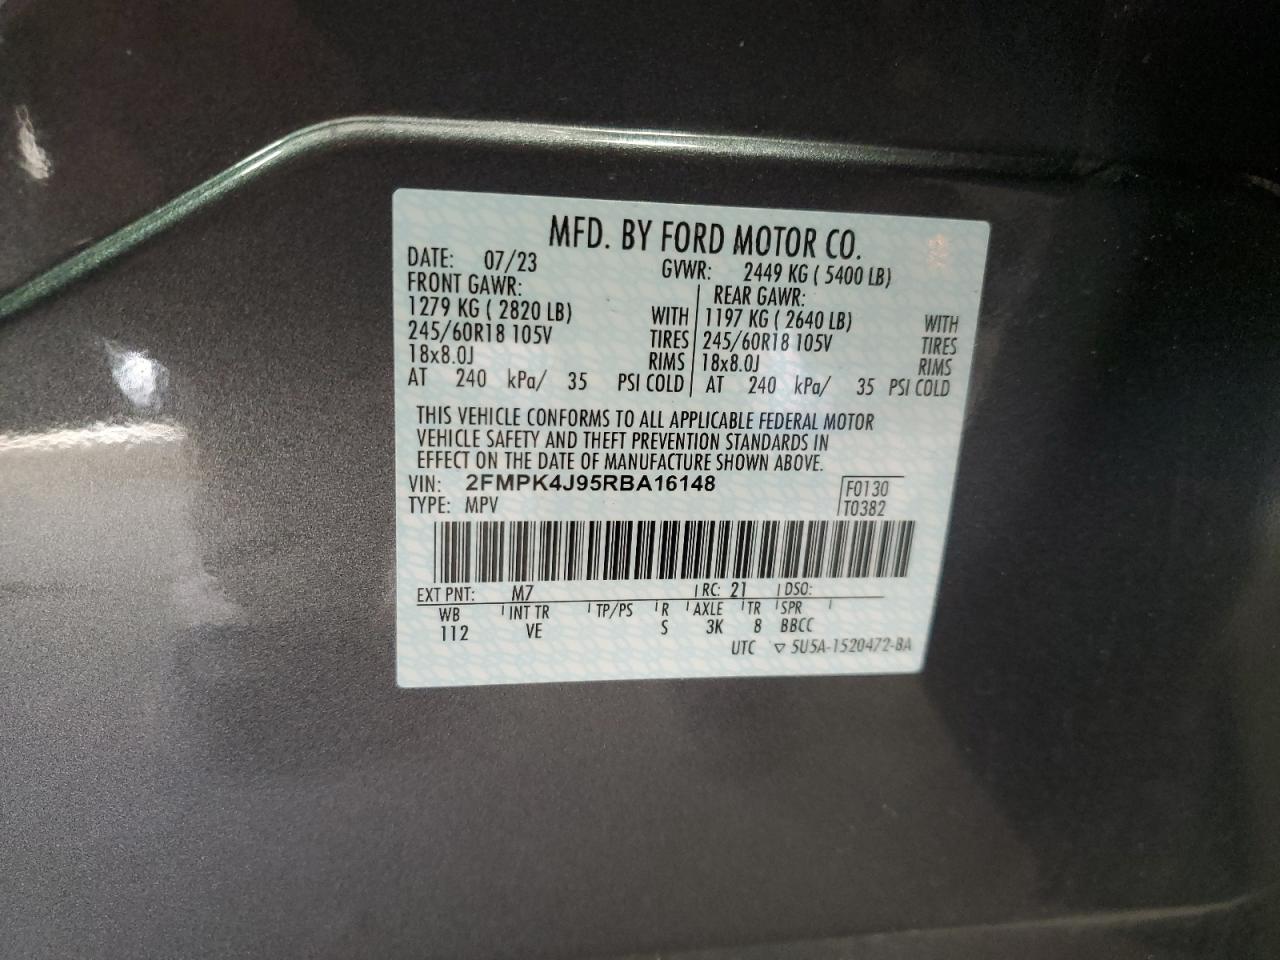 MFD. BY FORD MOTOR CO.
DATE: 07/23 GVWR: 2449 KG ( 5400 LB)
FRONT GAWR: REAR GAWR:
1279 KG ( 2820 LB) WITH 1197 KG ( 2640 LB) WITH
245/60R18 105V TIRES 245/60R18 105V TIRES
18x8.0J RIMS 18x8.0J RIMS
AT 240 kPa/ 35 PSI COLD AT 240 kPa/ 35 PSI COLD
THIS VEHICLE CONFORMS TO ALL APPLICABLE FEDERAL MOTOR
VEHICLE SAFETY AND THEFT PREVENTION STANDARDS IN
EFFECT ON THE DATE OF MANUFACTURE SHOWN ABOVE.
VIN: 2FMPK4J95RBA16148 F0130
TYPE: MPV T0382
EXT PNT: M7 RC: 21 DSO:
WB INT TR TP/PS R AXLE TR SPR
112 VE S 3K 8 BBCC
UTC ▽ 5U5A-1520472-BA